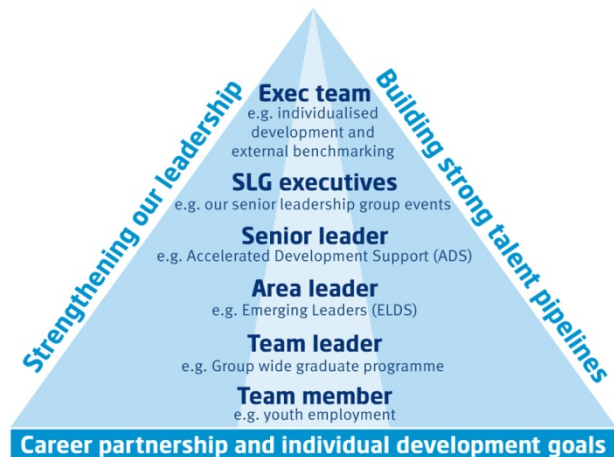 Strengthening our leadership
Building strong talent pipelines
Exec team
e.g. individualised
development and
external benchmarking
SLG executives
e.g. our senior leadership group events
Senior leader
e.g. Accelerated Development Support (ADS)
Area leader
e.g. Emerging Leaders (ELDS)
Team leader
e.g. Group wide graduate programme
Team member
e.g. youth employment
Career partnership and individual development goals